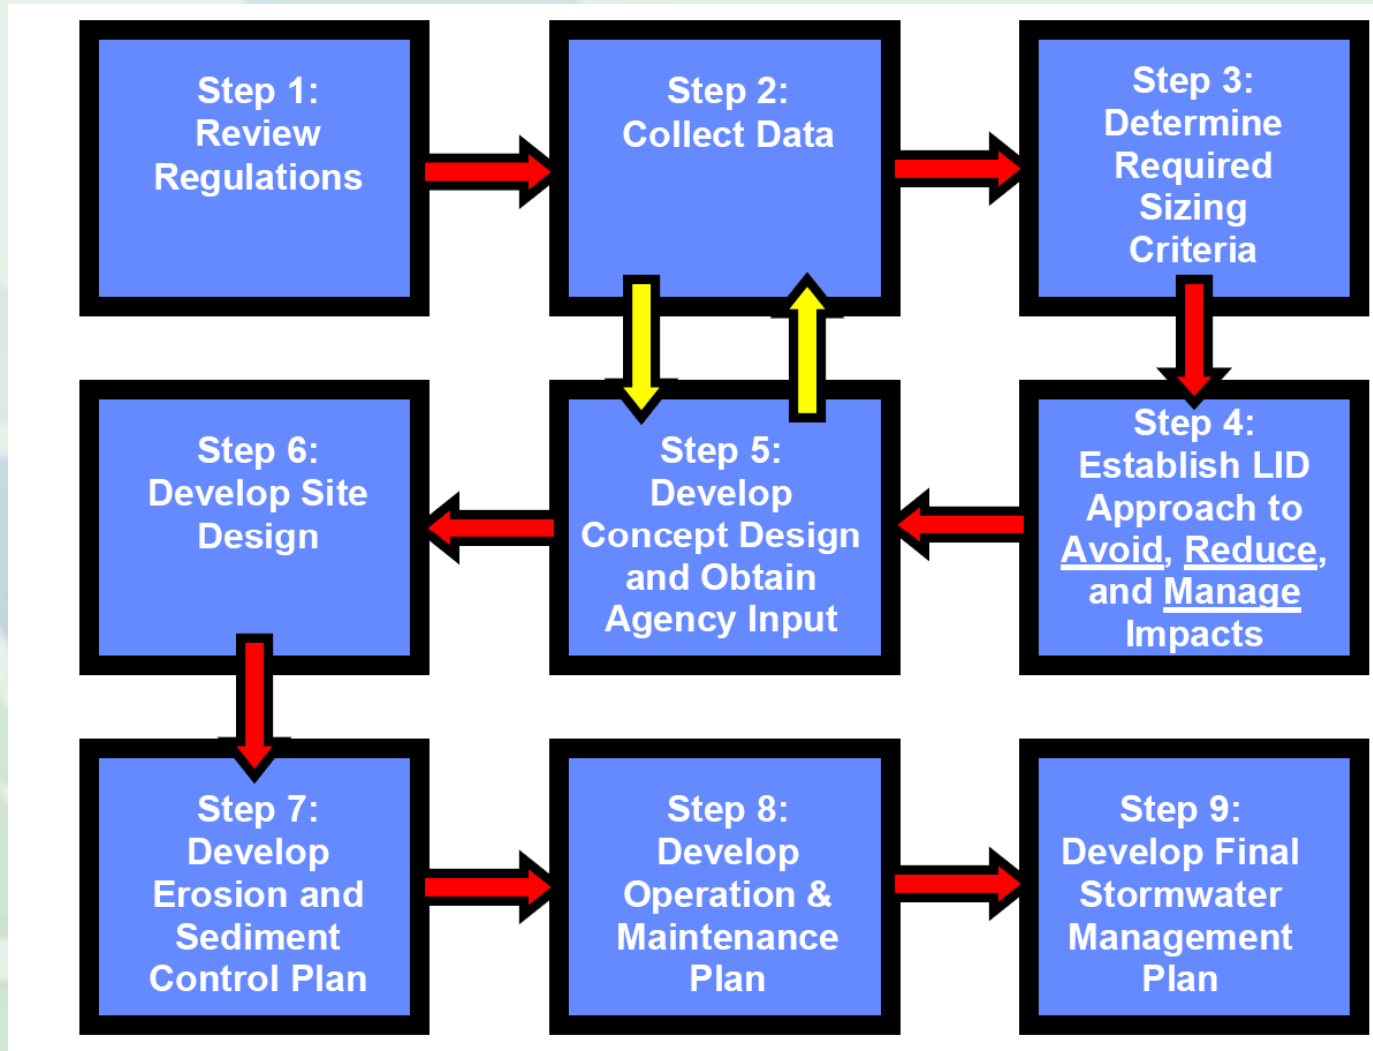 Step 1:
Review
Regulations
Step 2:
Collect Data
Step 3:
Determine
Required
Sizing
Criteria
Step 4:
Establish LID
Approach to
Avoid, Reduce,
and Manage
Impacts
Step 5:
Develop
Concept Design
and Obtain
Agency Input
Step 6:
Develop Site
Design
Step 7:
Develop
Erosion and
Sediment
Control Plan
Step 8:
Develop
Operation &
Maintenance
Plan
Step 9:
Develop Final
Stormwater
Management
Plan